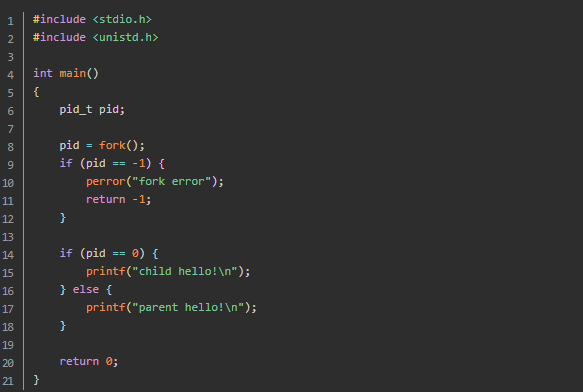 1 #include <stdio.h>
2 #include <unistd.h>
3
4 int main()
5 {
6     pid_t pid;
7
8     pid = fork();
9     if (pid == -1) {
10         perror("fork error");
11         return -1;
12     }
13
14     if (pid == 0) {
15         printf("child hello!\n");
16     } else {
17         printf("parent hello!\n");
18     }
19
20     return 0;
21 }